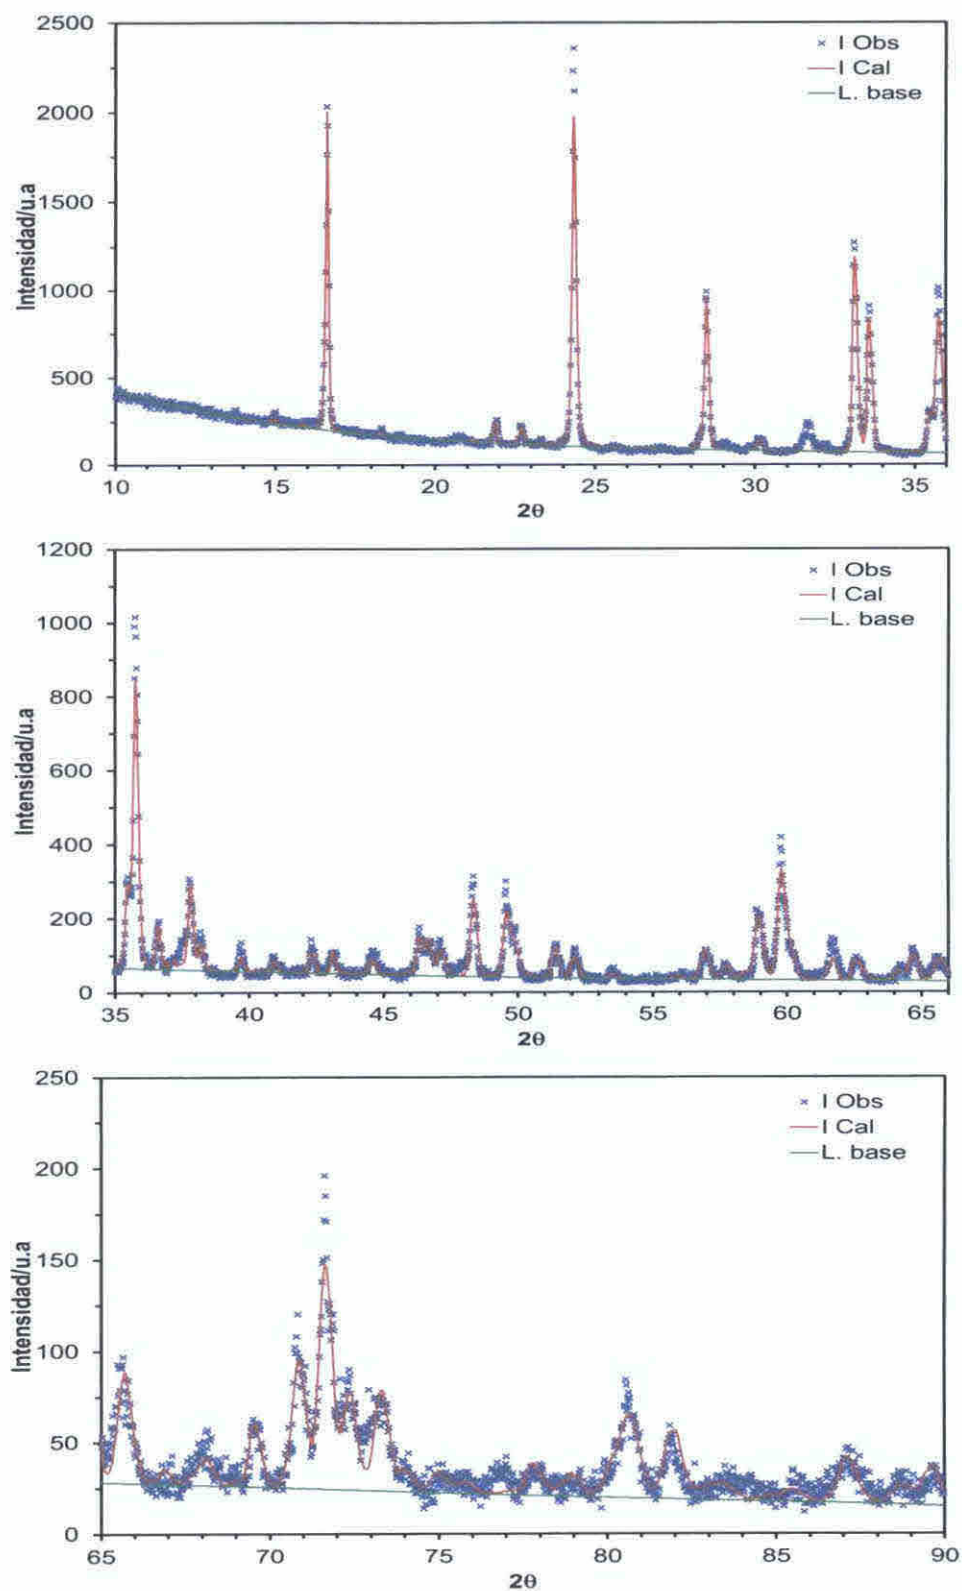 2500
2000
1500
1000
500
0
Intensidad/u.a
× I Obs
I Cal
L. base
10 15 20 25 30 35
2θ
1200
1000
800
600
400
200
0
Intensidad/u.a
× I Obs
I Cal
L. base
35 40 45 50 55 60 65
2θ
250
200
150
100
50
0
Intensidad/u.a
× I Obs
I Cal
L. base
65 70 75 80 85 90
2θ